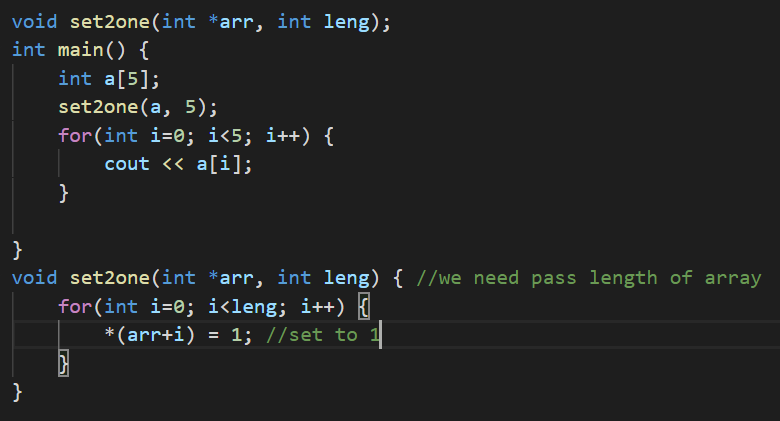 void set2one(int *arr, int leng);
int main() {
    int a[5];
    set2one(a, 5);
    for(int i=0; i<5; i++) {
        cout << a[i];
    }

}
void set2one(int *arr, int leng) { //we need pass length of array
    for(int i=0; i<leng; i++) {
        *(arr+i) = 1; //set to 1
    }
}